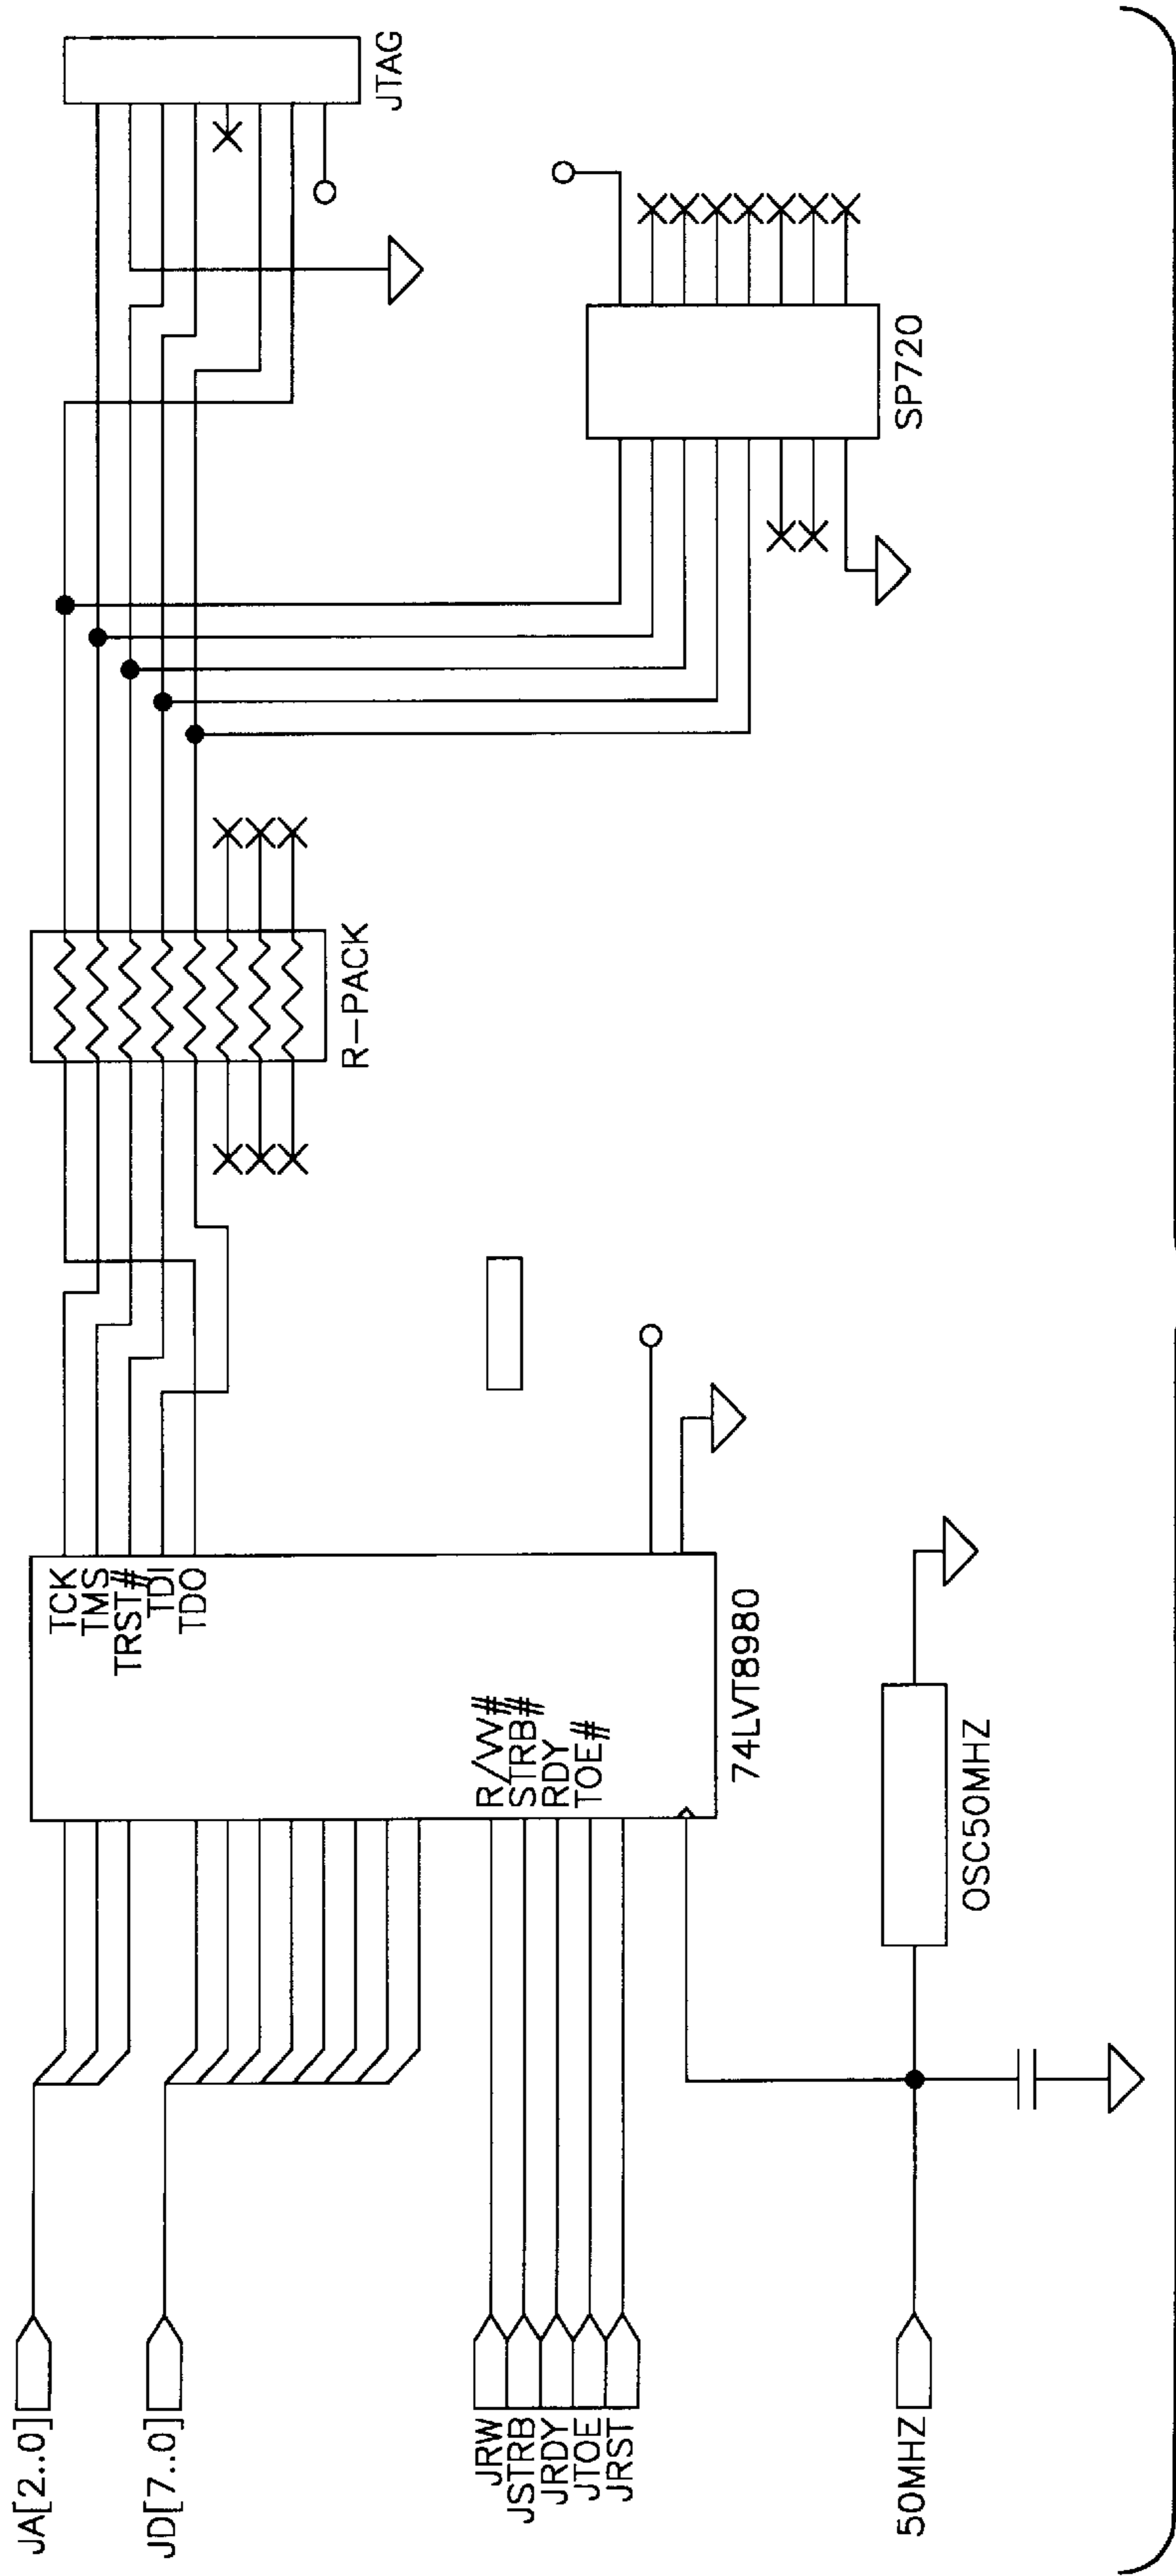 JA[2..0]
JD[7..0]
JRW
JSTRB
JRDY
JTOE
JRST
50MHZ
TCK
TMS
TRST#
TDI
TDO
R/W#
STRB#
RDY
TOE#
74LVT8980
OSC50MHZ
R-PACK
SP720
JTAG